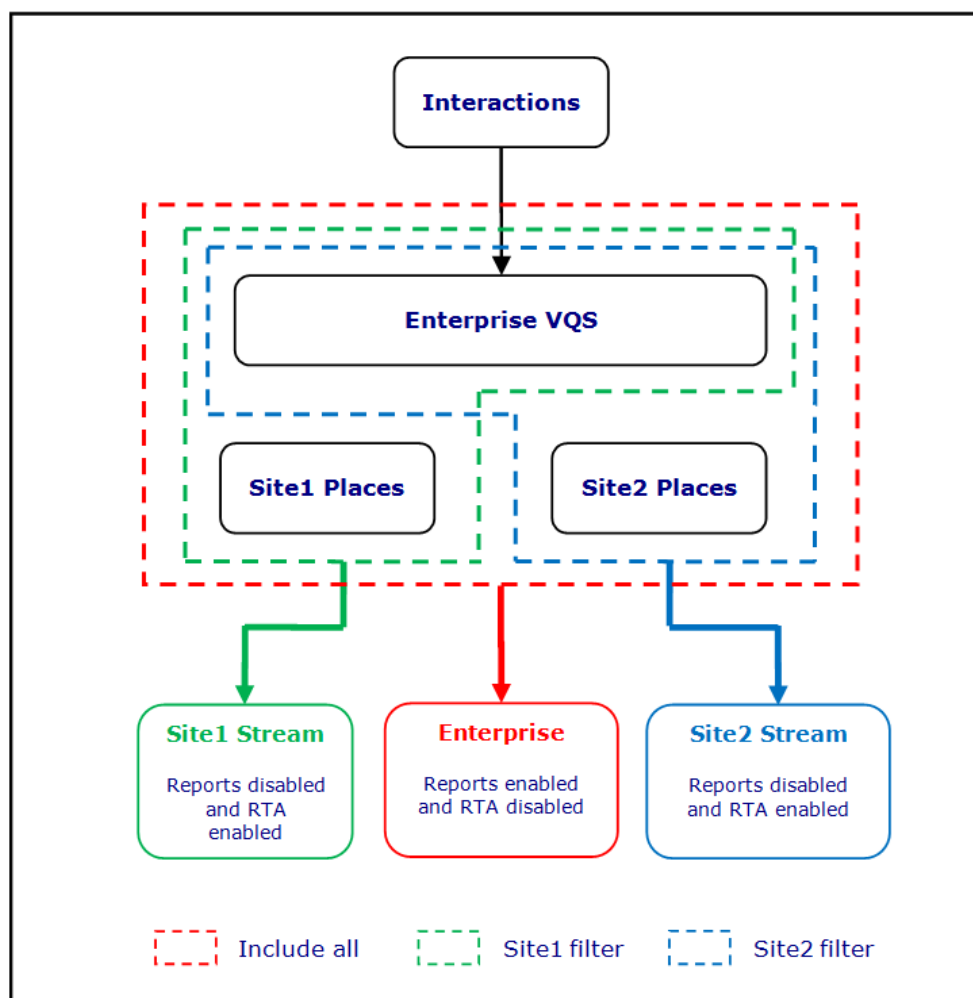 Interactions
Enterprise VQS
Site1 Places
Site2 Places
Site1 Stream
Reports disabled
and RTA
enabled
Enterprise
Reports enabled
and RTA disabled
Site2 Stream
Reports disabled
and RTA enabled
Include all
Site1 filter
Site2 filter